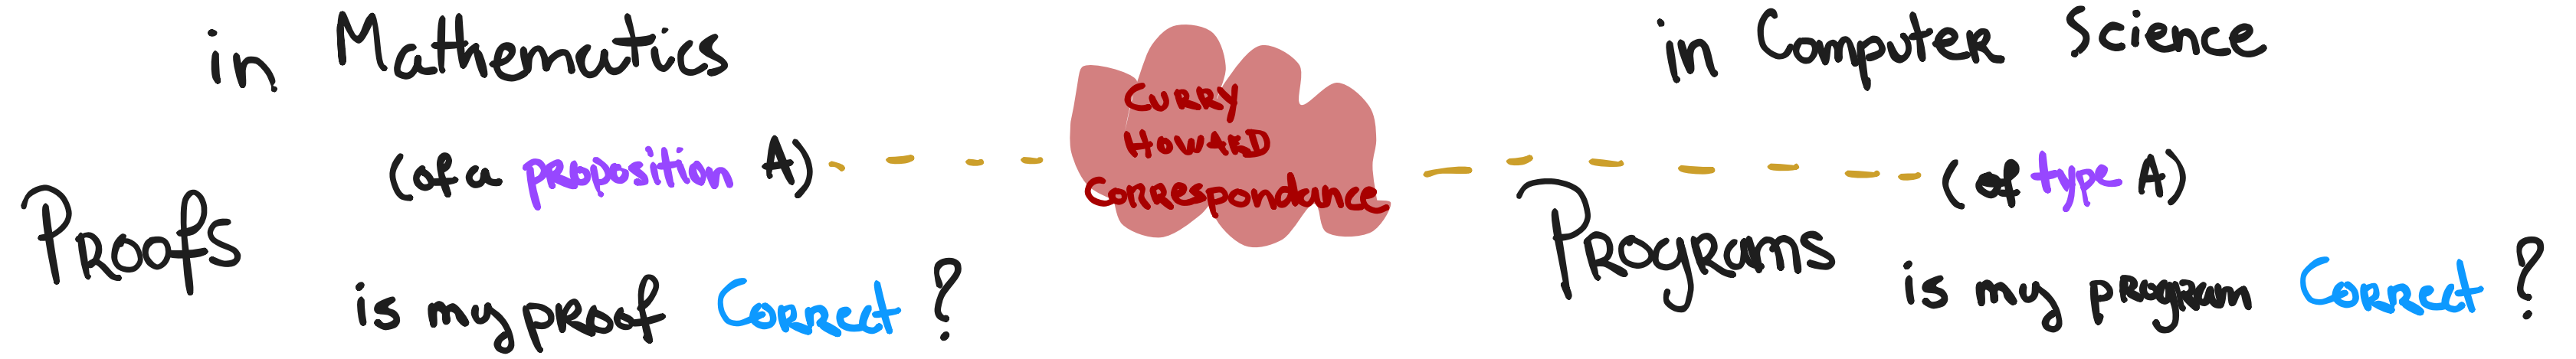 in Mathematics
(of a proposition A)
Proofs
is my proof Correct?
CURRY
HOWARD
Correspondance
in Computer Science
(of type A)
Programs
is my program Correct?